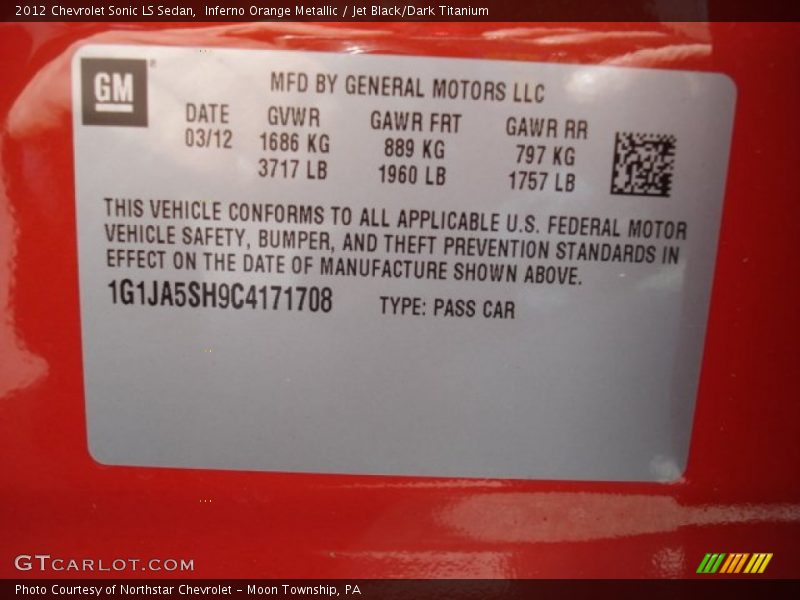 2012 Chevrolet Sonic LS Sedan,  Inferno Orange Metallic / Jet Black/Dark Titanium
GM
MFD BY GENERAL MOTORS LLC
DATE GVWR GAWR FRT GAWR RR
03/12 1686 KG 889 KG 797 KG
3717 LB 1960 LB 1757 LB
THIS VEHICLE CONFORMS TO ALL APPLICABLE U.S. FEDERAL MOTOR
VEHICLE SAFETY, BUMPER, AND THEFT PREVENTION STANDARDS IN
EFFECT ON THE DATE OF MANUFACTURE SHOWN ABOVE.
1G1JA5SH9C4171708 TYPE: PASS CAR
GTCARLOT.COM
Photo Courtesy of Northstar Chevrolet - Moon Township, PA